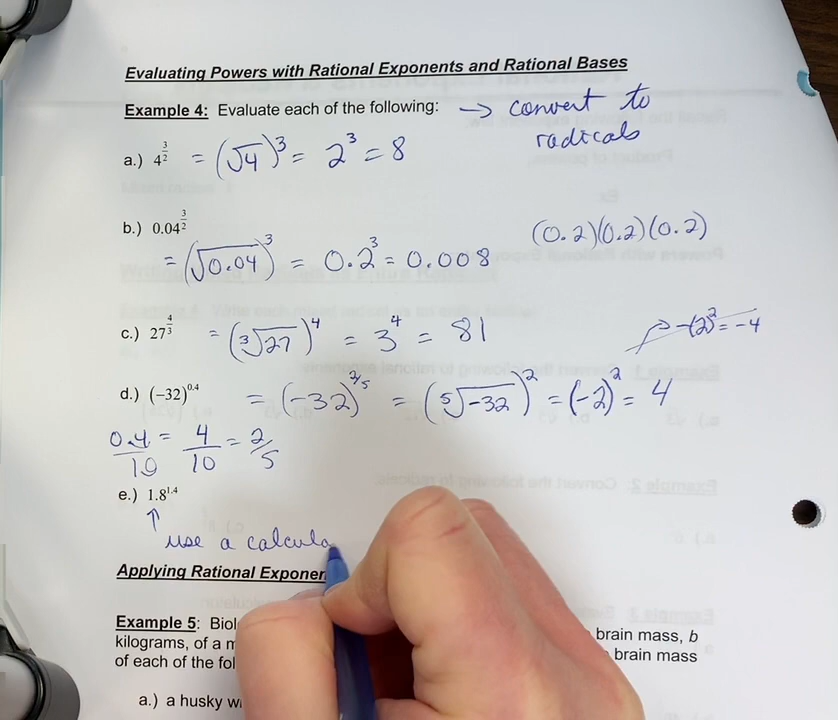 Evaluating Powers with Rational Exponents and Rational Bases
Example 4: Evaluate each of the following: → convert to
radicals
a.) 4^(3/2) = (√4)^3 = 2^3 = 8
b.) 0.04^(3/2)
= (√0.04)^3 = 0.2^3 = 0.008 (0.2)(0.2)(0.2)
c.) 27^(4/3) = (∛27)^4 = 3^4 = 81
-(2)^2 = -4
d.) (−32)^0.4 = (-32)^(2/5) = (⁵√-32)^2 = (-2)^2 = 4
0.4/10 = 4/10 = 2/5
e.) 1.8^1.4
↑
use a calcula
Applying Rational Exponen
Example 5: Biol brain mass, b
kilograms, of a m brain mass
of each of the fol
a.) a husky wi